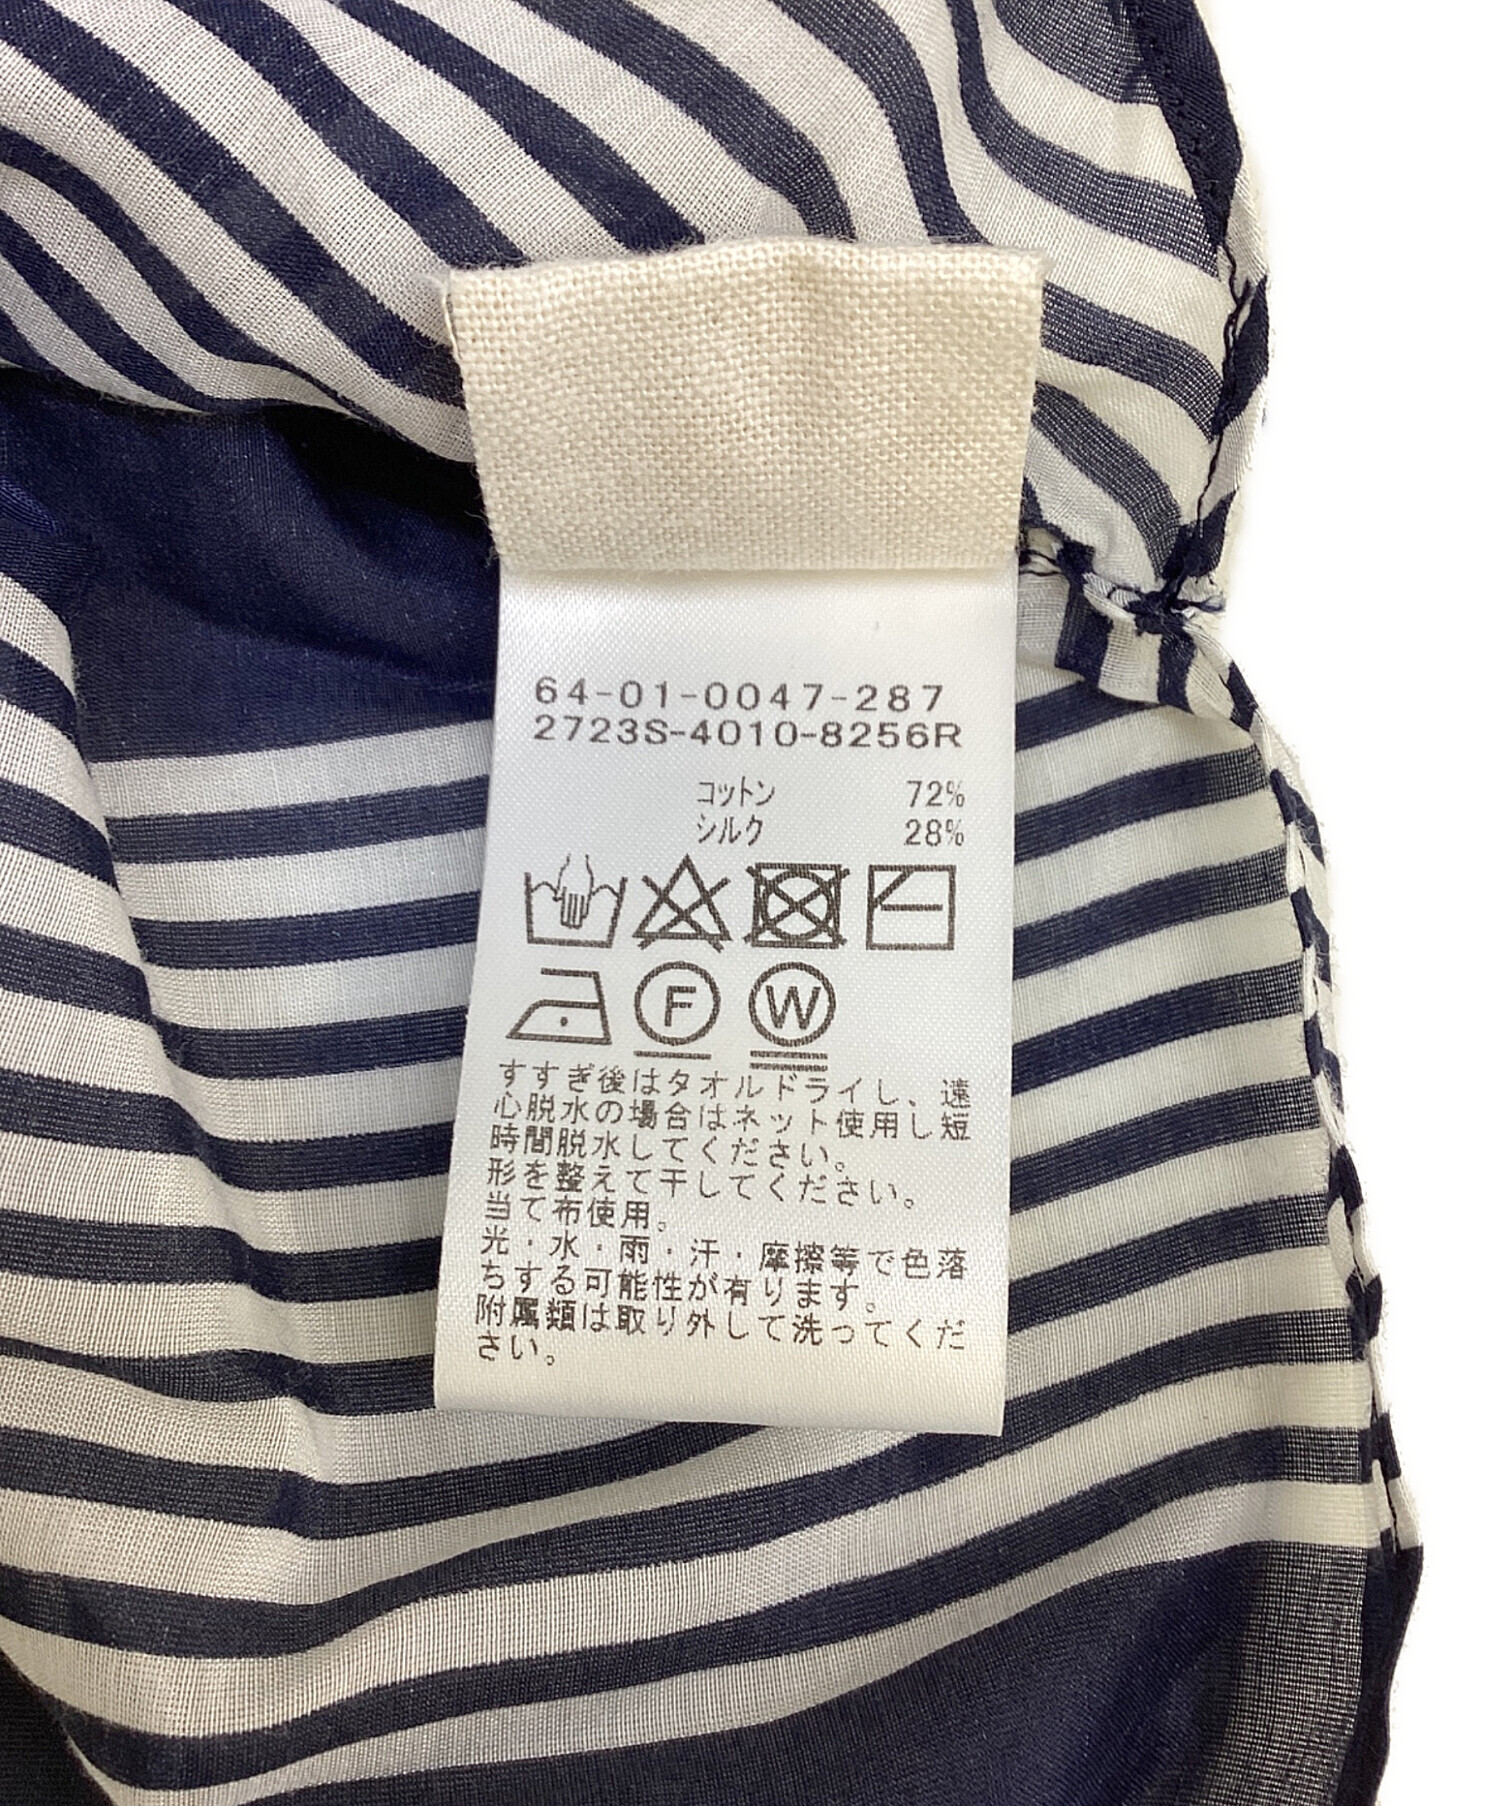 64-01-0047-287
2723S-4010-8256R
コットン 72%
シルク 28%
F W
すすぎ後はタオルドライし、遠
心脱水の場合はネット使用し短
時間脱水してください。
形を整えて干してください。
当て布使用。
光・水・雨・汗・摩擦等で色落
ちする可能性が有ります。
附属類は取り外して洗ってくだ
さい。